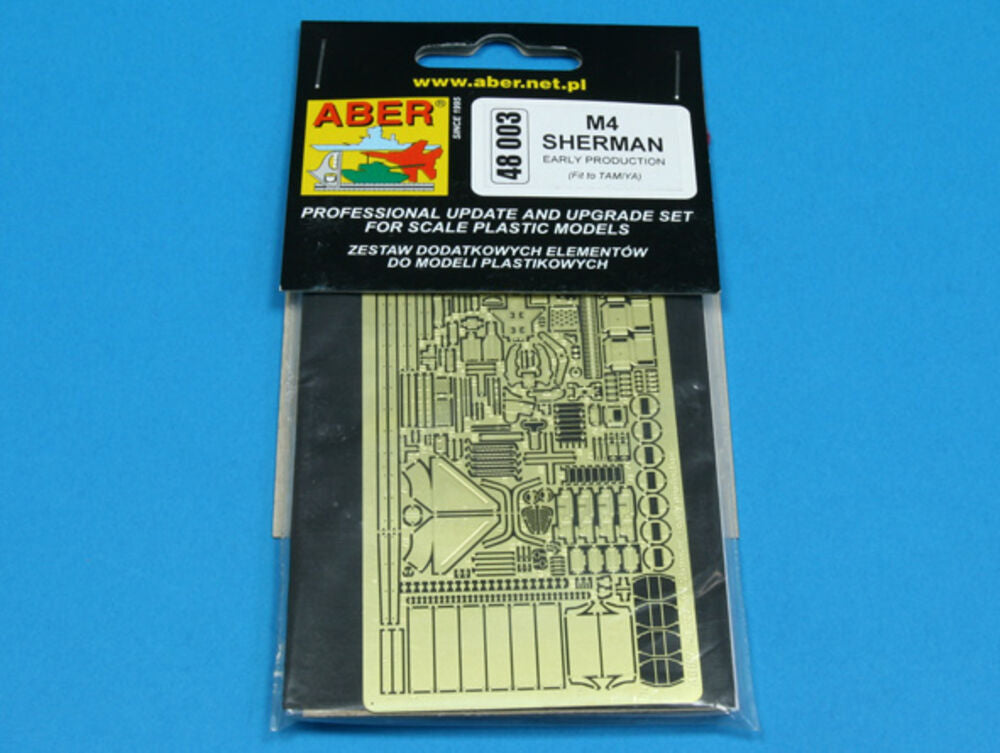 www.aber.net.pl
ABER®
SINCE 1995
48 003
M4
SHERMAN
EARLY PRODUCTION
(Fit to TAMIYA)
PROFESSIONAL UPDATE AND UPGRADE SET
FOR SCALE PLASTIC MODELS
ZESTAW DODATKOWYCH ELEMENTÓW
DO MODELI PLASTIKOWYCH